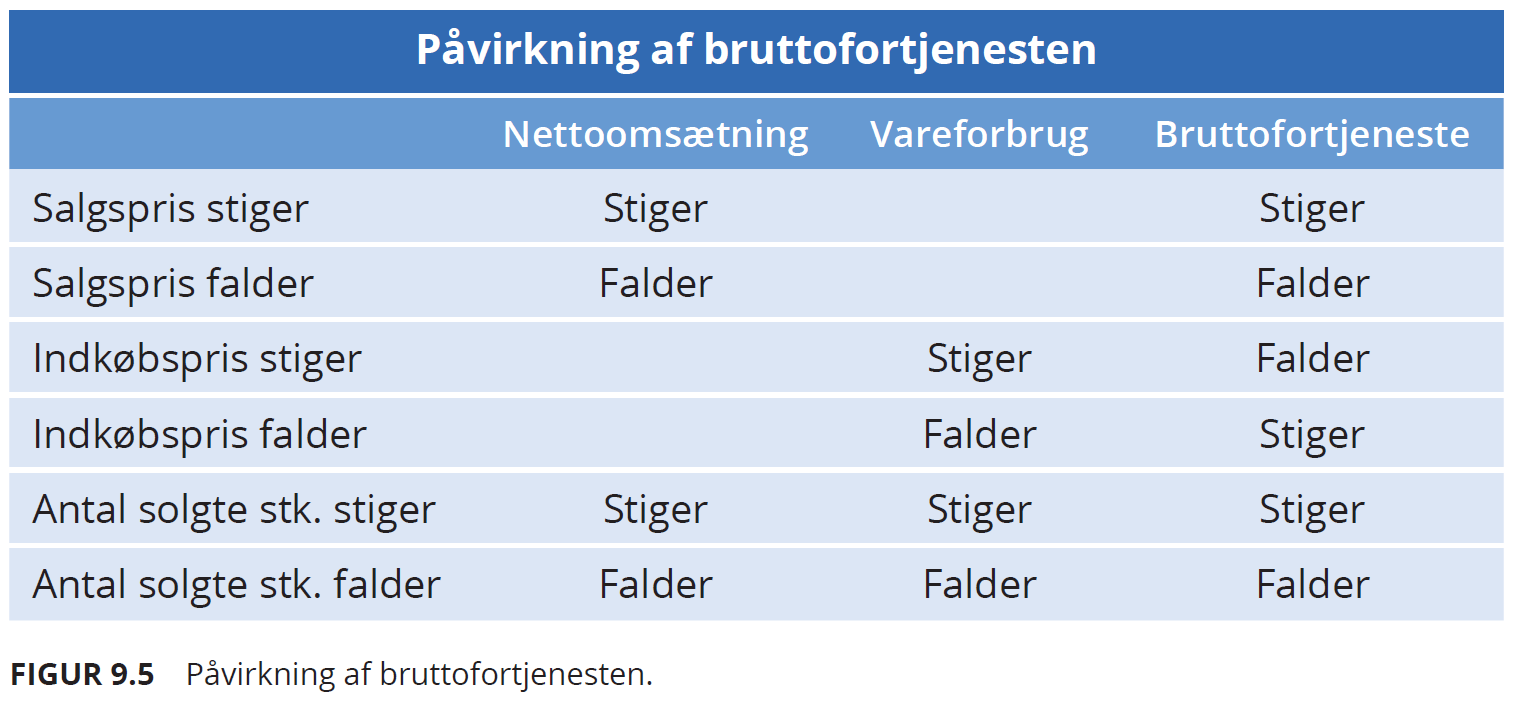 Påvirkning af bruttofortjenesten
Nettoomsætning Vareforbrug Bruttofortjeneste
Salgspris stiger Stiger Stiger
Salgspris falder Falder Falder
Indkøbspris stiger Stiger Falder
Indkøbspris falder Falder Stiger
Antal solgte stk. stiger Stiger Stiger Stiger
Antal solgte stk. falder Falder Falder Falder
FIGUR 9.5 Påvirkning af bruttofortjenesten.